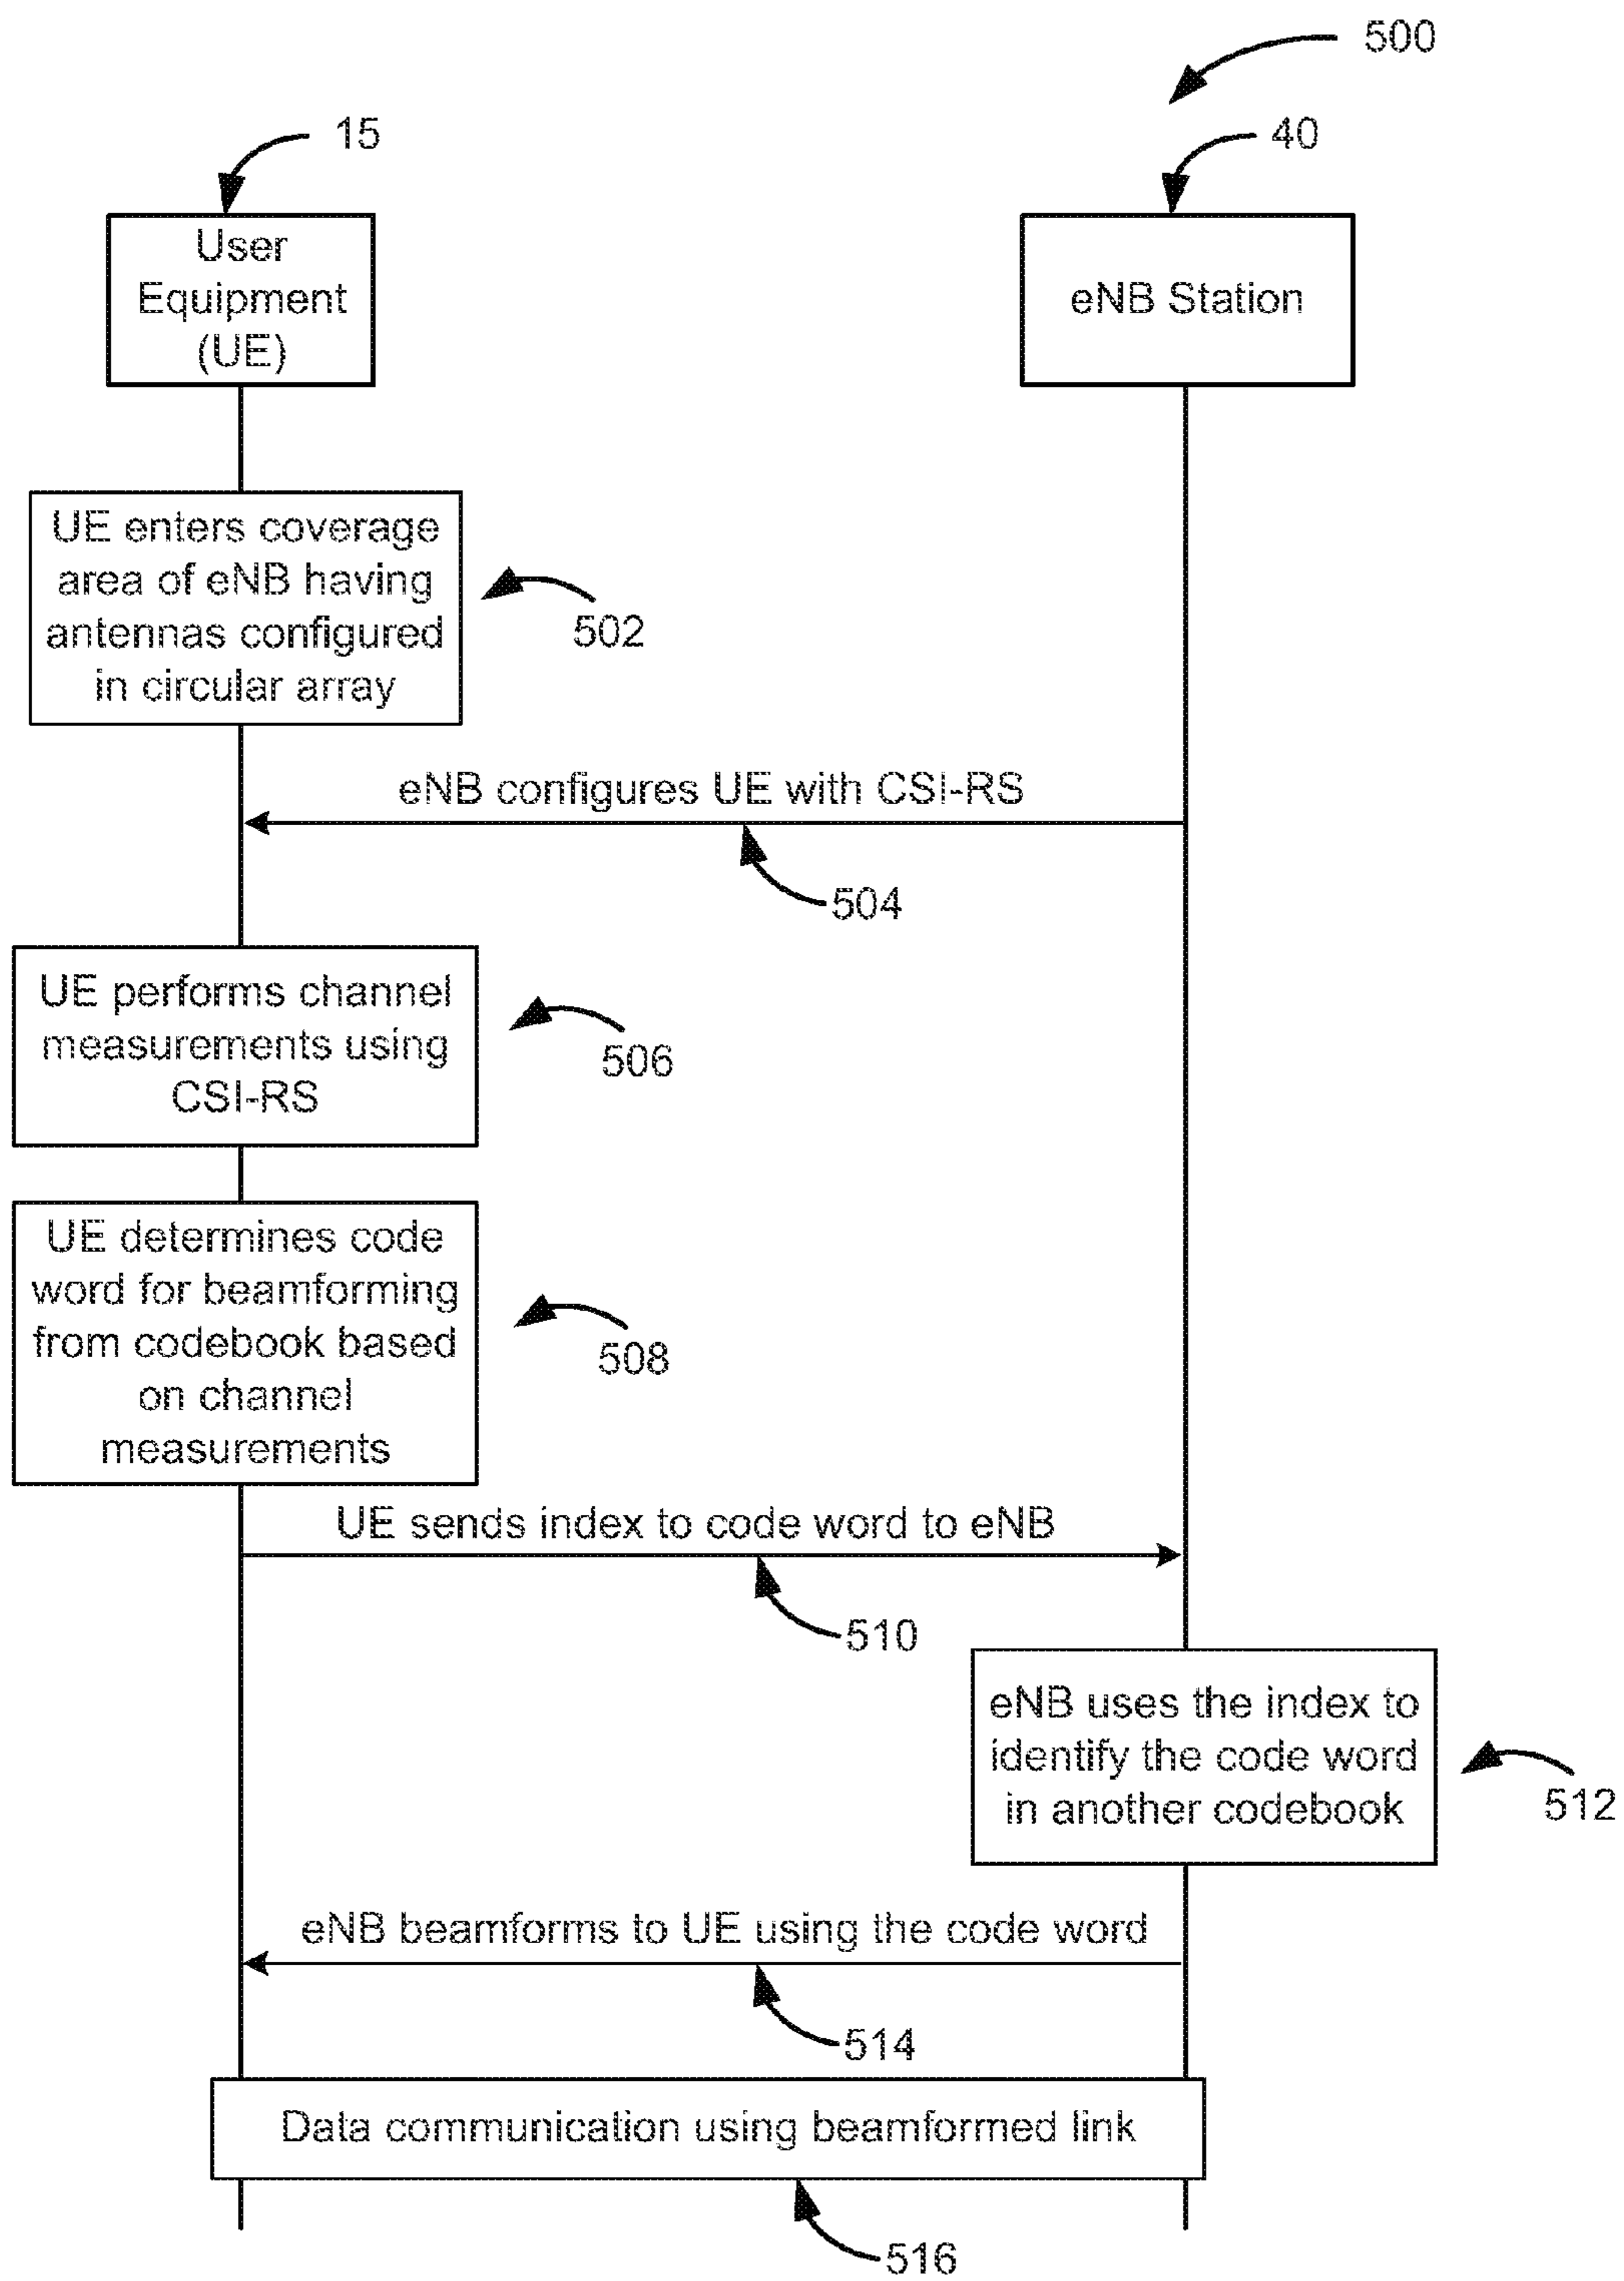 500
15
40
User
Equipment
(UE)
eNB Station
UE enters coverage
area of eNB having
antennas configured
in circular array
502
eNB configures UE with CSI-RS
504
UE performs channel
measurements using
CSI-RS
506
UE determines code
word for beamforming
from codebook based
on channel
measurements
508
UE sends index to code word to eNB
510
eNB uses the index to
identify the code word
in another codebook
512
eNB beamforms to UE using the code word
514
Data communication using beamformed link
516